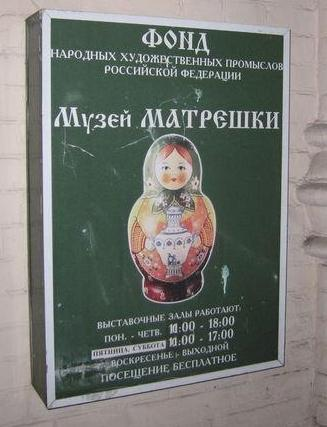 ФОНД
НАРОДНЫХ ХУДОЖЕСТВЕННЫХ ПРОМЫСЛОВ
РОССИЙСКОЙ ФЕДЕРАЦИИ
Музей МАТРЕШКИ
ВЫСТАВОЧНЫЕ ЗАЛЫ РАБОТАЮТ:
ПОН. - ЧЕТВ. 10:00 - 18:00
ПЯТНИЦА, СУББОТА 10:00 - 17:00
ВОСКРЕСЕНЬЕ - ВЫХОДНОЙ
ПОСЕЩЕНИЕ БЕСПЛАТНОЕ